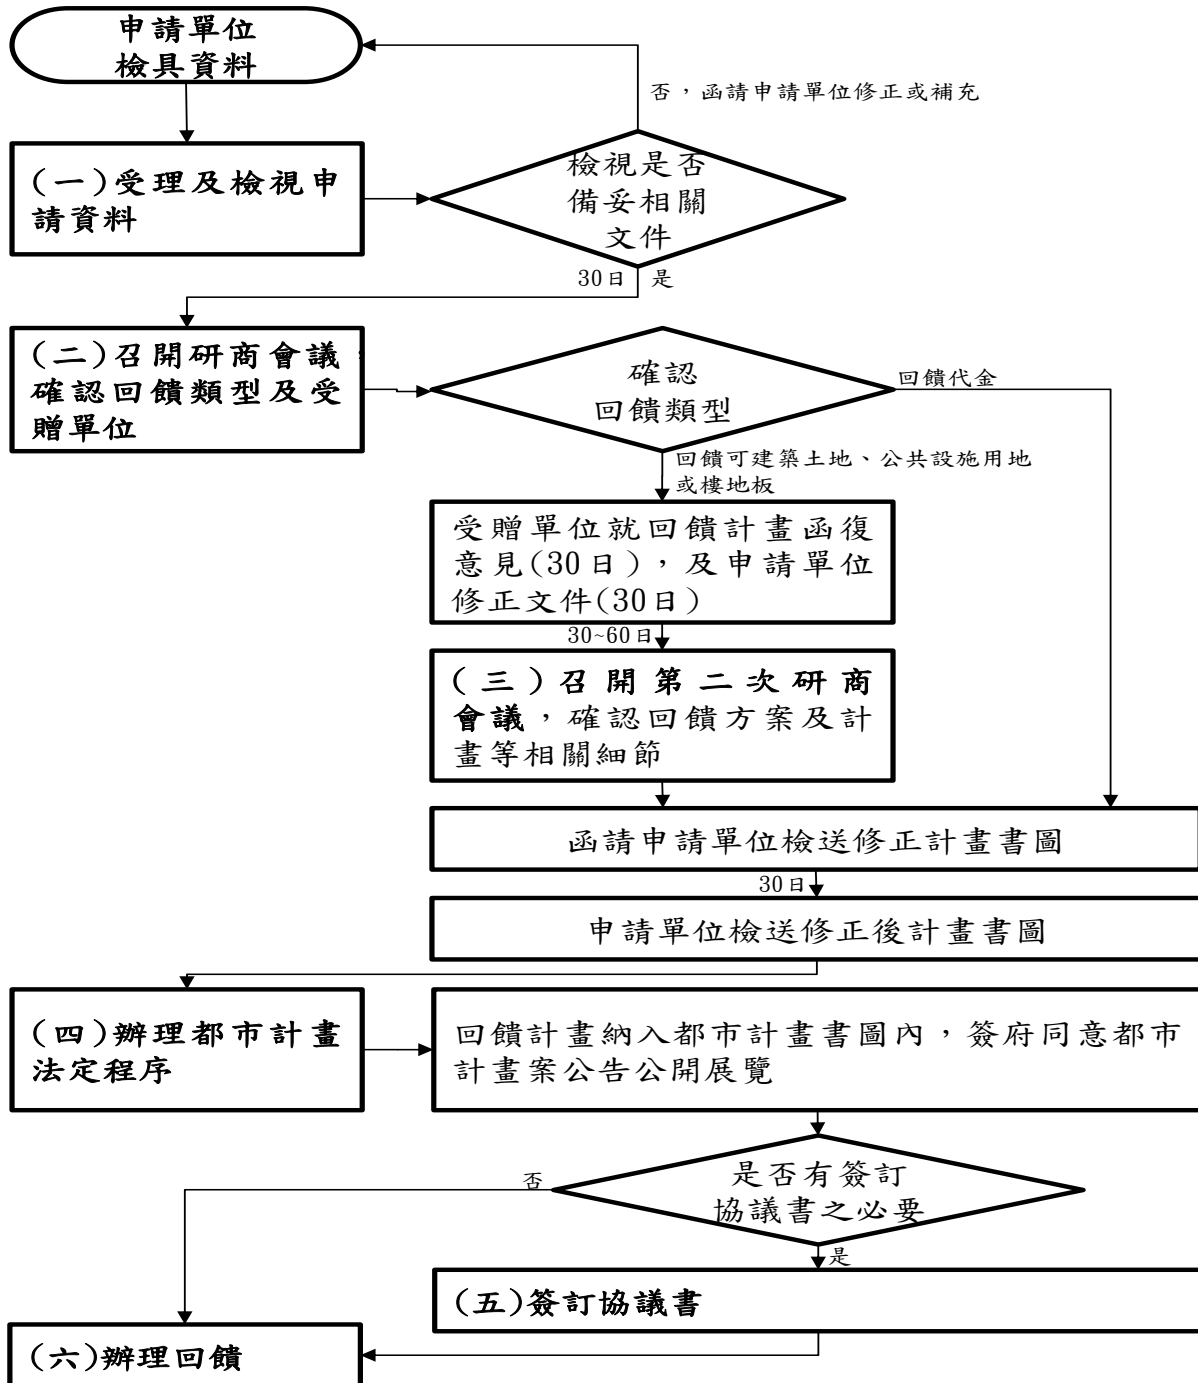 申請單位
檢具資料
否，函請申請單位修正或補充
(一)受理及檢視申
請資料
檢視是否
備妥相關
文件
30日 是
(二)召開研商會議，
確認回饋類型及受
贈單位
確認
回饋類型
回饋代金
回饋可建築土地、公共設施用地
或樓地板
受贈單位就回饋計畫函復
意見(30日)，及申請單位
修正文件(30日)
30~60日
(三)召開第二次研商
會議，確認回饋方案及計
畫等相關細節
函請申請單位檢送修正計畫書圖
30日
申請單位檢送修正後計畫書圖
(四)辦理都市計畫
法定程序
回饋計畫納入都市計畫書圖內，簽府同意都市
計畫案公告公開展覽
是否有簽訂
協議書之必要
否
是
(五)簽訂協議書
(六)辦理回饋